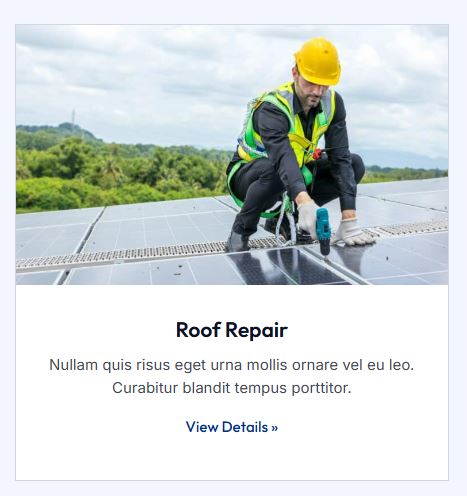 Roof Repair
Nullam quis risus eget urna mollis ornare vel eu leo.
Curabitur blandit tempus porttitor.
View Details »